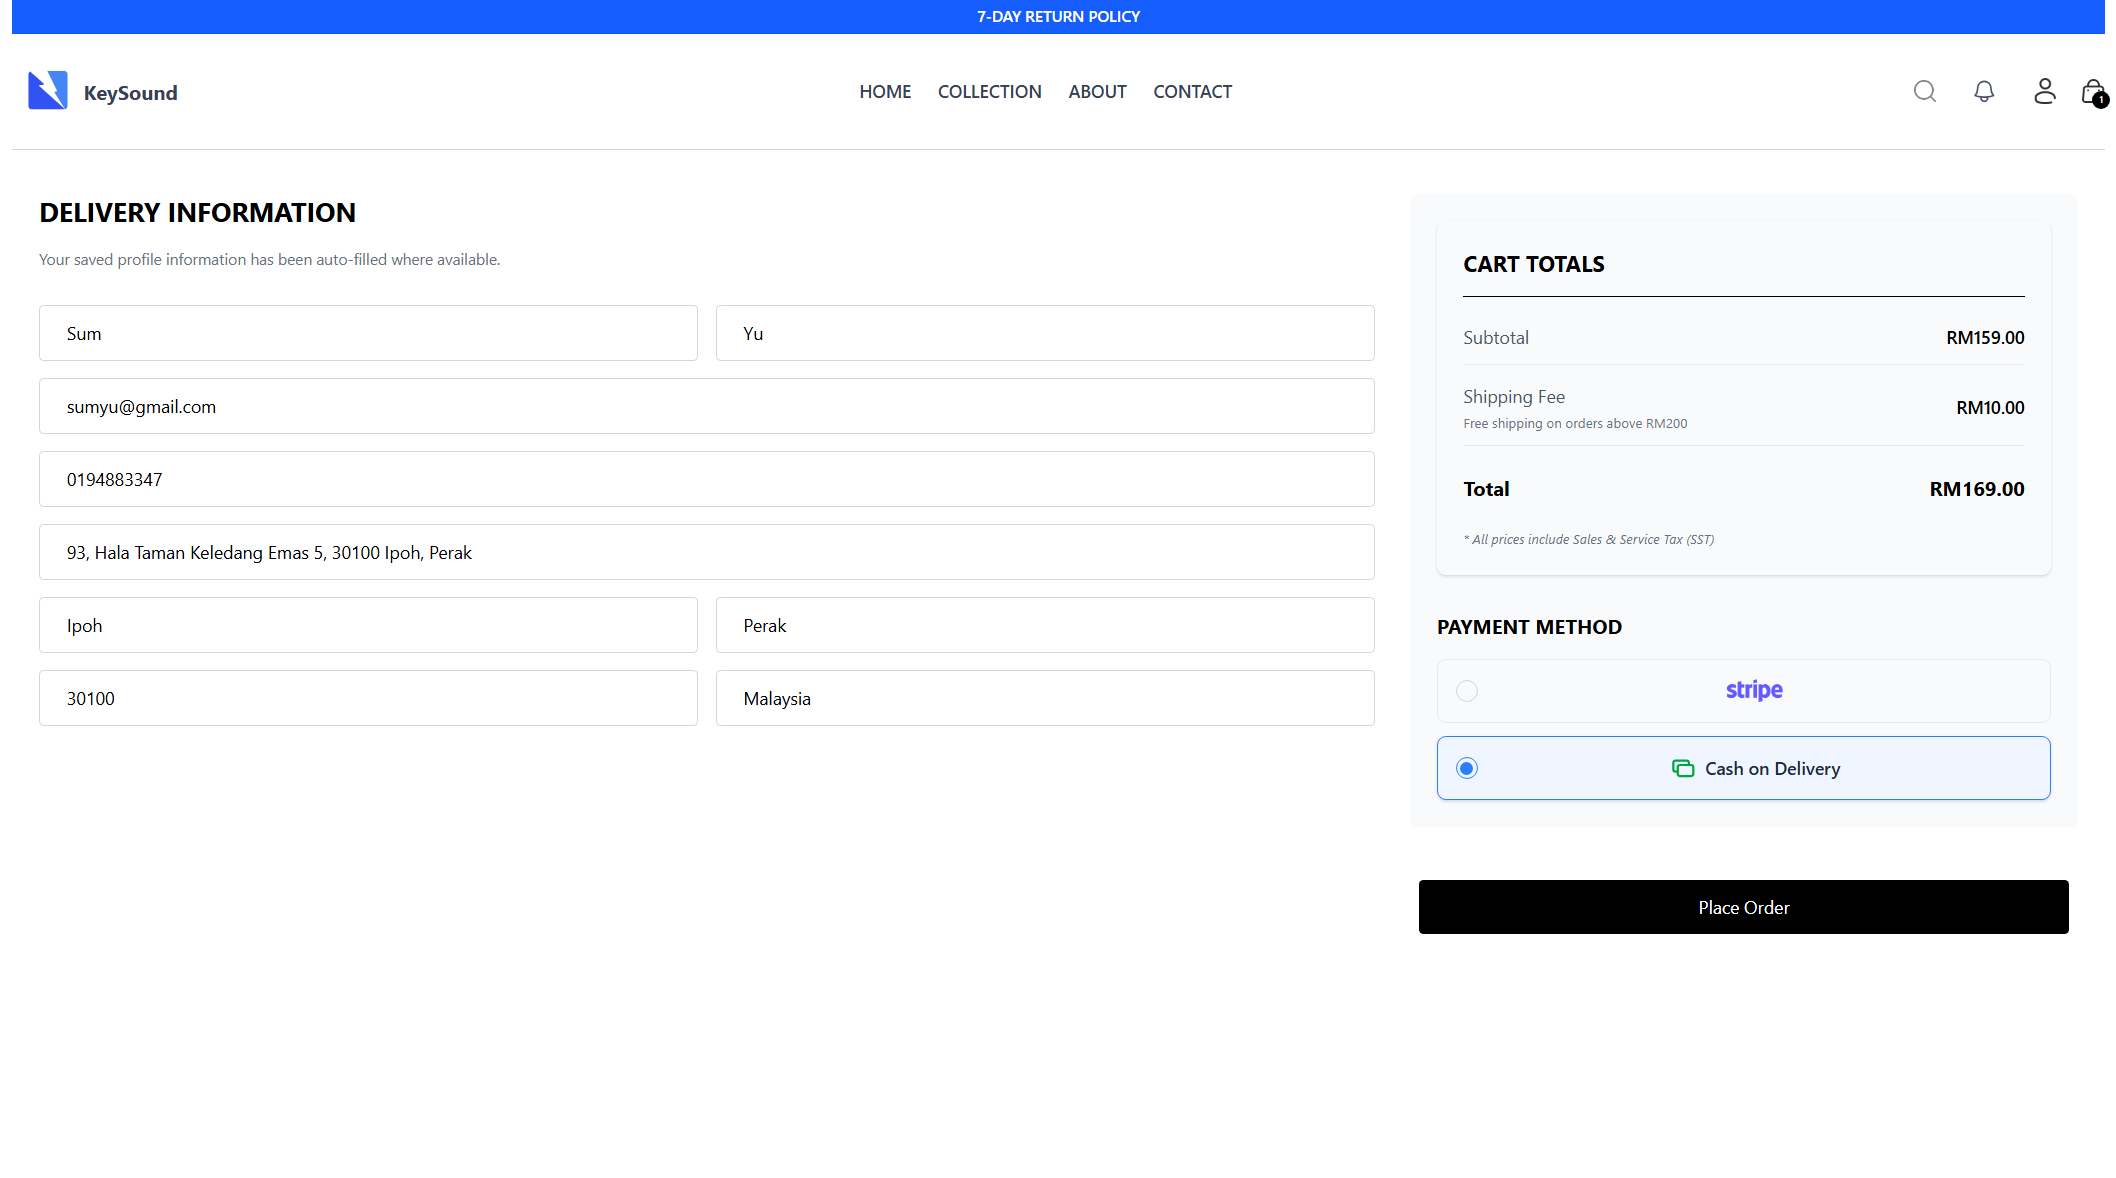 7-DAY RETURN POLICY
KeySound
HOME COLLECTION ABOUT CONTACT
1
DELIVERY INFORMATION
Your saved profile information has been auto-filled where available.
Sum
Yu
sumyu@gmail.com
0194883347
93, Hala Taman Keledang Emas 5, 30100 Ipoh, Perak
Ipoh
Perak
30100
Malaysia
CART TOTALS
Subtotal RM159.00
Shipping Fee
Free shipping on orders above RM200
RM10.00
Total RM169.00
* All prices include Sales & Service Tax (SST)
PAYMENT METHOD
stripe
Cash on Delivery
Place Order